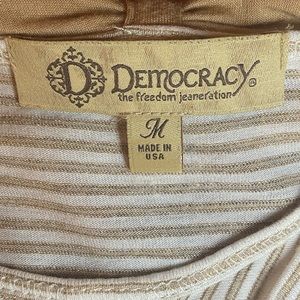 D DEMOCRACY®
the freedom jeaneration
M
MADE IN
USA